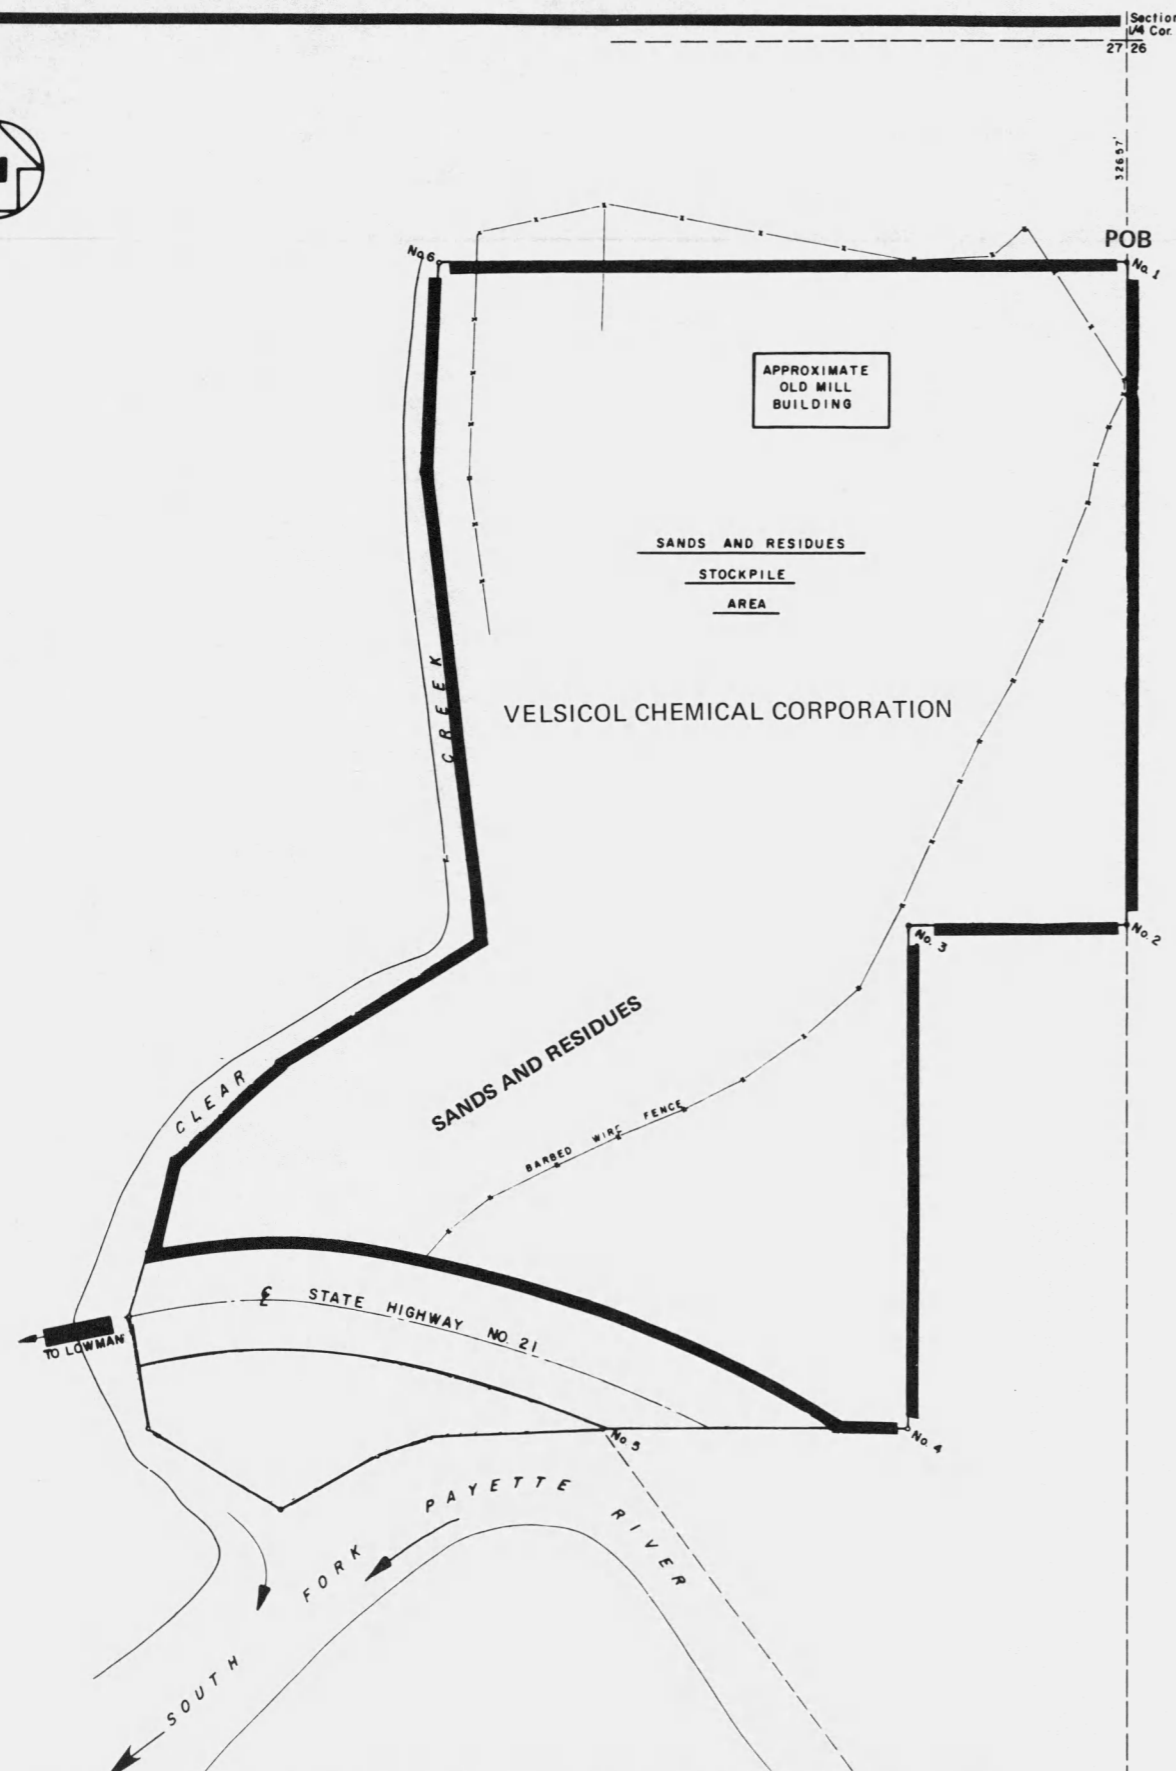 Section
1/4 Cor.
27 26
326.57'
POB
No. 6
No. 1
APPROXIMATE
OLD MILL
BUILDING
SANDS AND RESIDUES
STOCKPILE
AREA
CREEK
VELSICOL CHEMICAL CORPORATION
No. 2
No. 3
SANDS AND RESIDUES
CLEAR
BARBED WIRE FENCE
℄ STATE HIGHWAY NO. 21
TO LOWMAN
No. 5
No. 4
SOUTH FORK PAYETTE RIVER